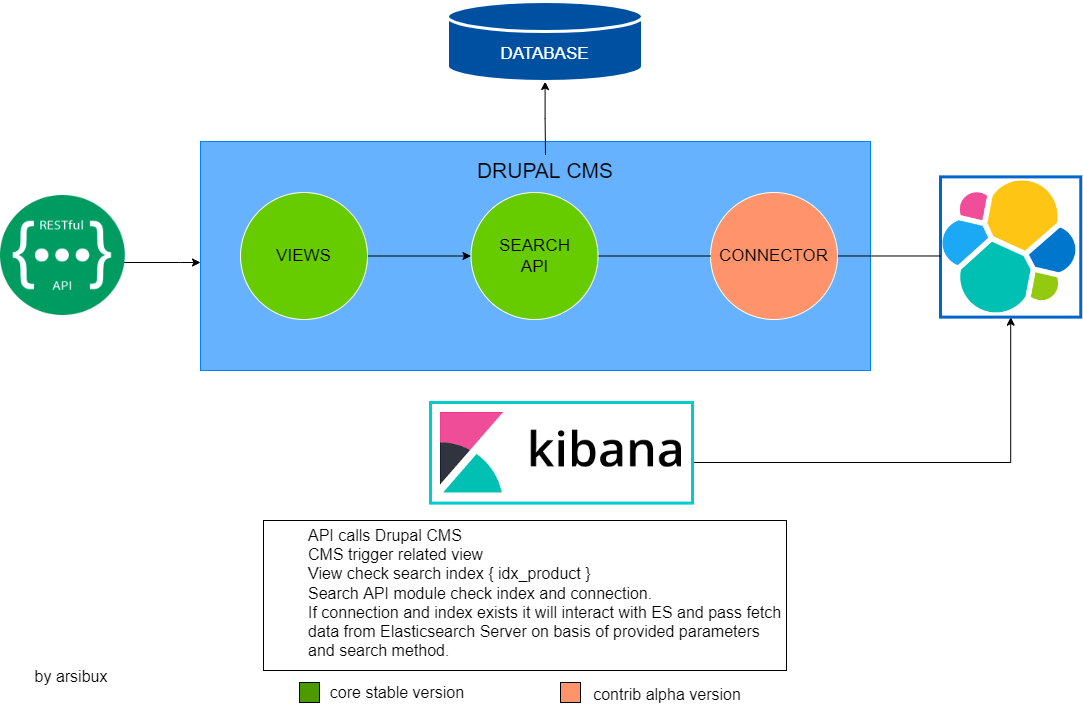 DATABASE
DRUPAL CMS
RESTful
{...}
API
VIEWS
SEARCH
API
CONNECTOR
kibana
API calls Drupal CMS
CMS trigger related view
View check search index { idx_product }
Search API module check index and connection.
If connection and index exists it will interact with ES and pass fetch
data from Elasticsearch Server on basis of provided parameters
and search method.
by arsibux
core stable version
contrib alpha version